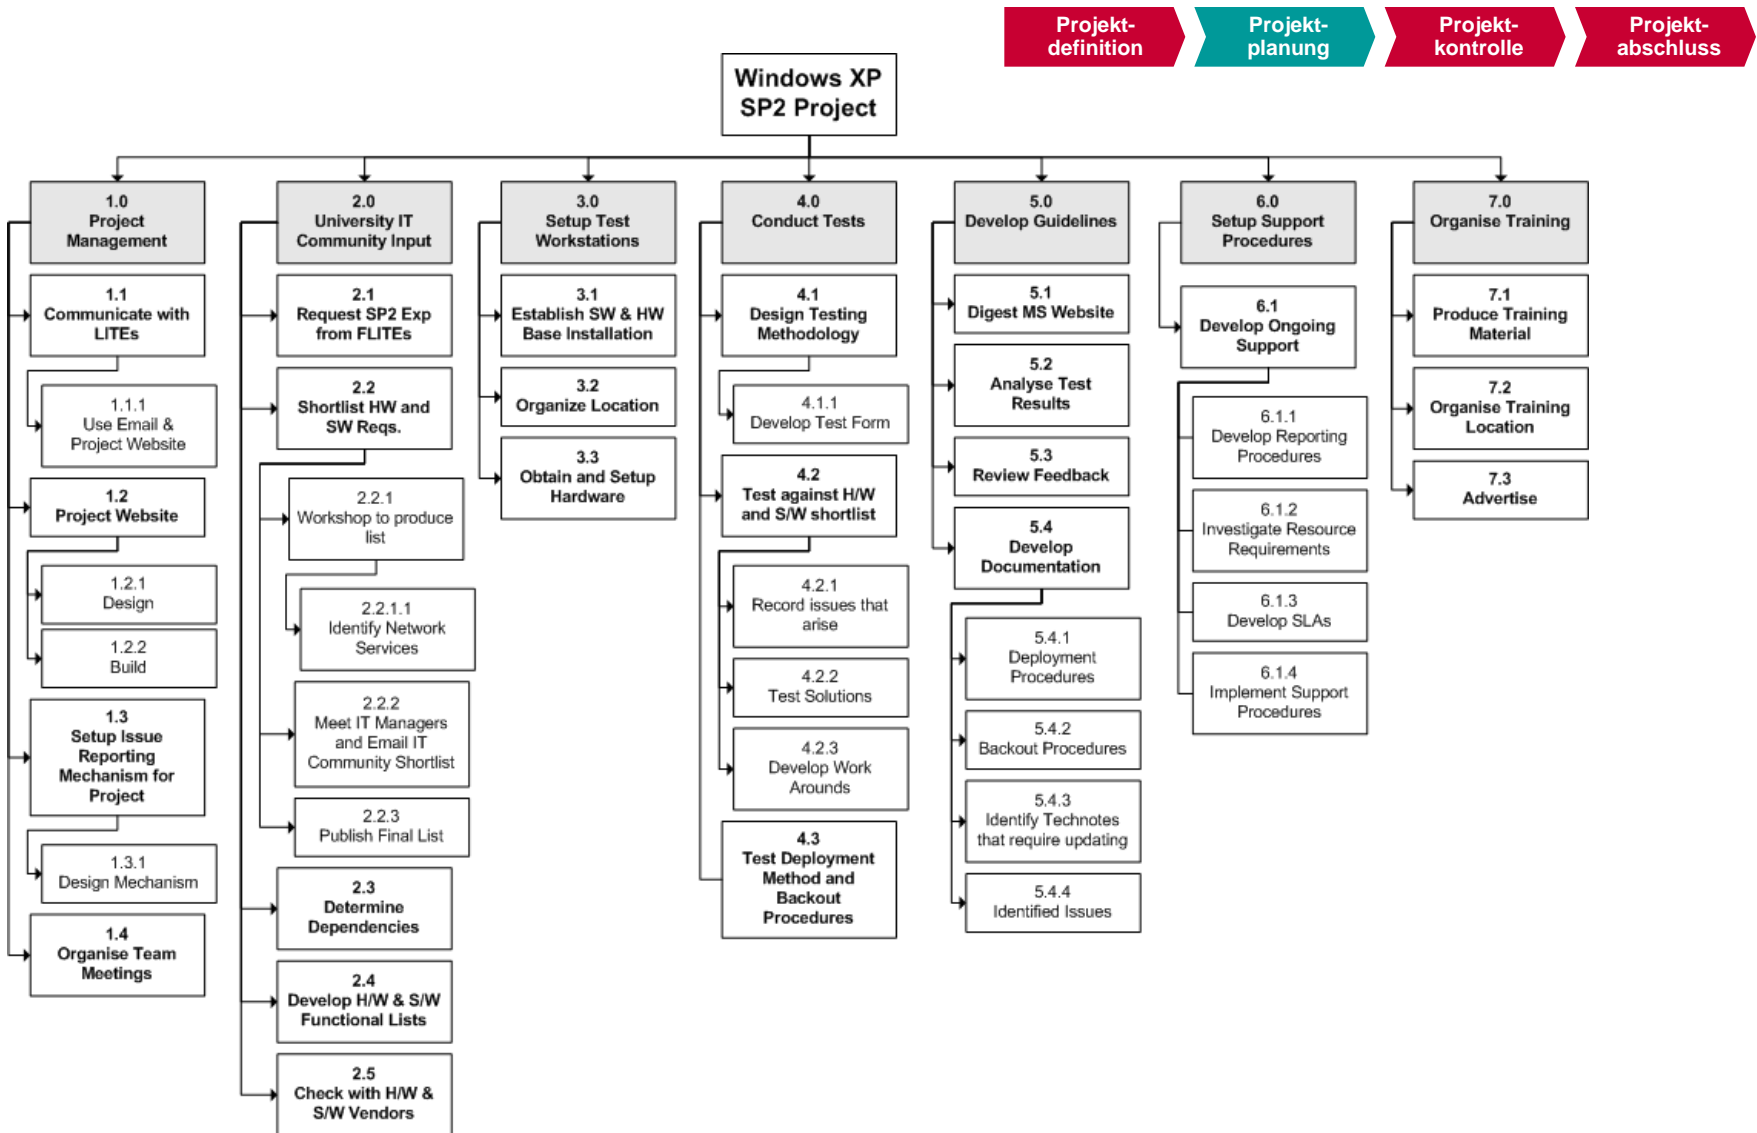 Projekt-
definition
Projekt-
planung
Projekt-
kontrolle
Projekt-
abschluss
Windows XP
SP2 Project
1.0
Project
Management
1.1
Communicate with
LITEs
1.1.1
Use Email &
Project Website
1.2
Project Website
1.2.1
Design
1.2.2
Build
1.3
Setup Issue
Reporting
Mechanism for
Project
1.3.1
Design Mechanism
1.4
Organise Team
Meetings
2.0
University IT
Community Input
2.1
Request SP2 Exp
from FLITEs
2.2
Shortlist HW and
SW Reqs.
2.2.1
Workshop to produce
list
2.2.1.1
Identify Network
Services
2.2.2
Meet IT Managers
and Email IT
Community Shortlist
2.2.3
Publish Final List
2.3
Determine
Dependencies
2.4
Develop H/W & S/W
Functional Lists
2.5
Check with H/W &
S/W Vendors
3.0
Setup Test
Workstations
3.1
Establish SW & HW
Base Installation
3.2
Organize Location
3.3
Obtain and Setup
Hardware
4.0
Conduct Tests
4.1
Design Testing
Methodology
4.1.1
Develop Test Form
4.2
Test against H/W
and S/W shortlist
4.2.1
Record issues that
arise
4.2.2
Test Solutions
4.2.3
Develop Work
Arounds
4.3
Test Deployment
Method and
Backout
Procedures
5.0
Develop Guidelines
5.1
Digest MS Website
5.2
Analyse Test
Results
5.3
Review Feedback
5.4
Develop
Documentation
5.4.1
Deployment
Procedures
5.4.2
Backout Procedures
5.4.3
Identify Technotes
that require updating
5.4.4
Identified Issues
6.0
Setup Support
Procedures
6.1
Develop Ongoing
Support
6.1.1
Develop Reporting
Procedures
6.1.2
Investigate Resource
Requirements
6.1.3
Develop SLAs
6.1.4
Implement Support
Procedures
7.0
Organise Training
7.1
Produce Training
Material
7.2
Organise Training
Location
7.3
Advertise